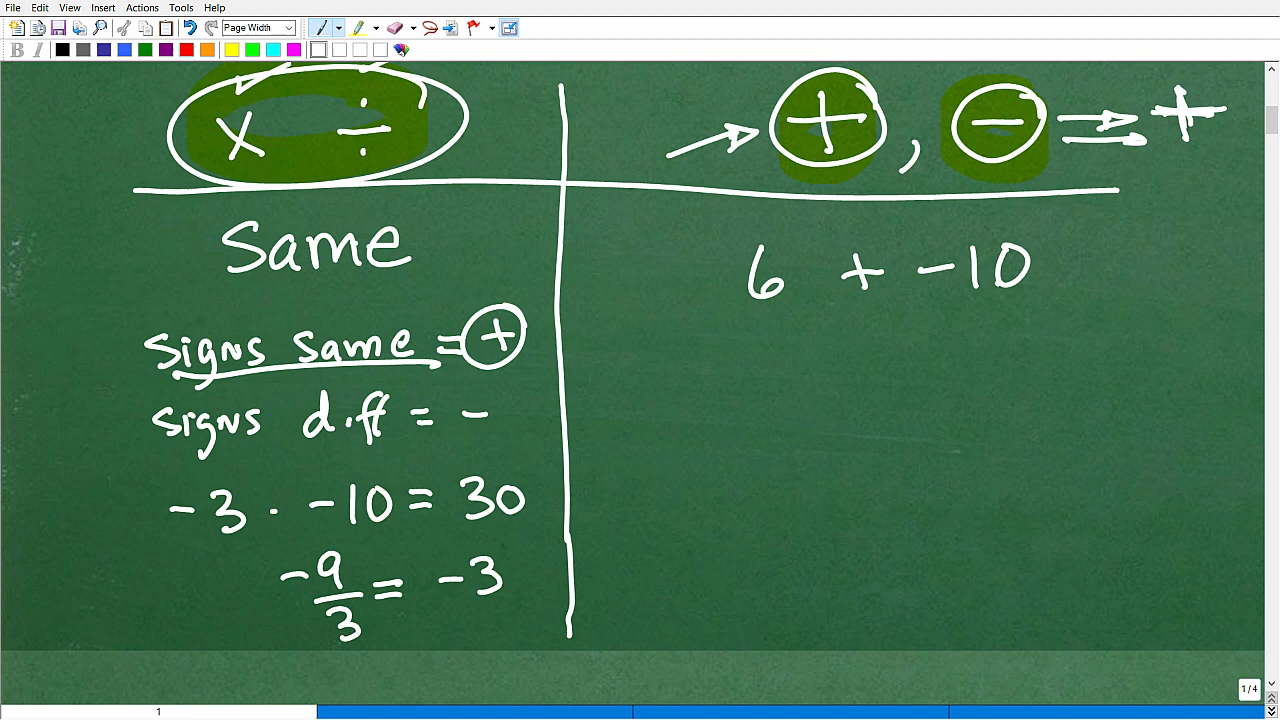 File Edit View Insert Actions Tools Help
Page Width
B I
× ÷
+ , − ⇒ +
Same
Signs Same = +
Signs diff = −
−3 · −10 = 30
−9/3 = −3
6 + −10
1/4
1